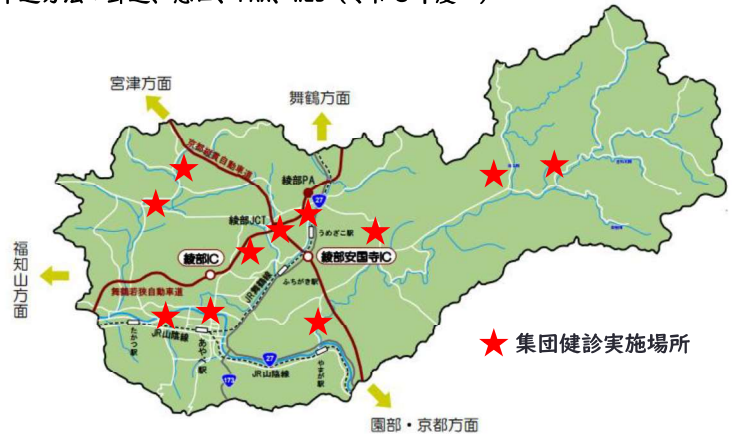 宮津方面
舞鶴方面
京都縦貫自動車道
綾部PA
27
綾部JCT
うめざこ駅
綾部IC
綾部安国寺IC
福知山方面
舞鶴若狭自動車道
JR舞鶴線
ふちがき駅
JR山陰線
たかつ駅
あやべ駅
27
JR山陰線
やまが駅
173
集団健診実施場所
園部・京都方面